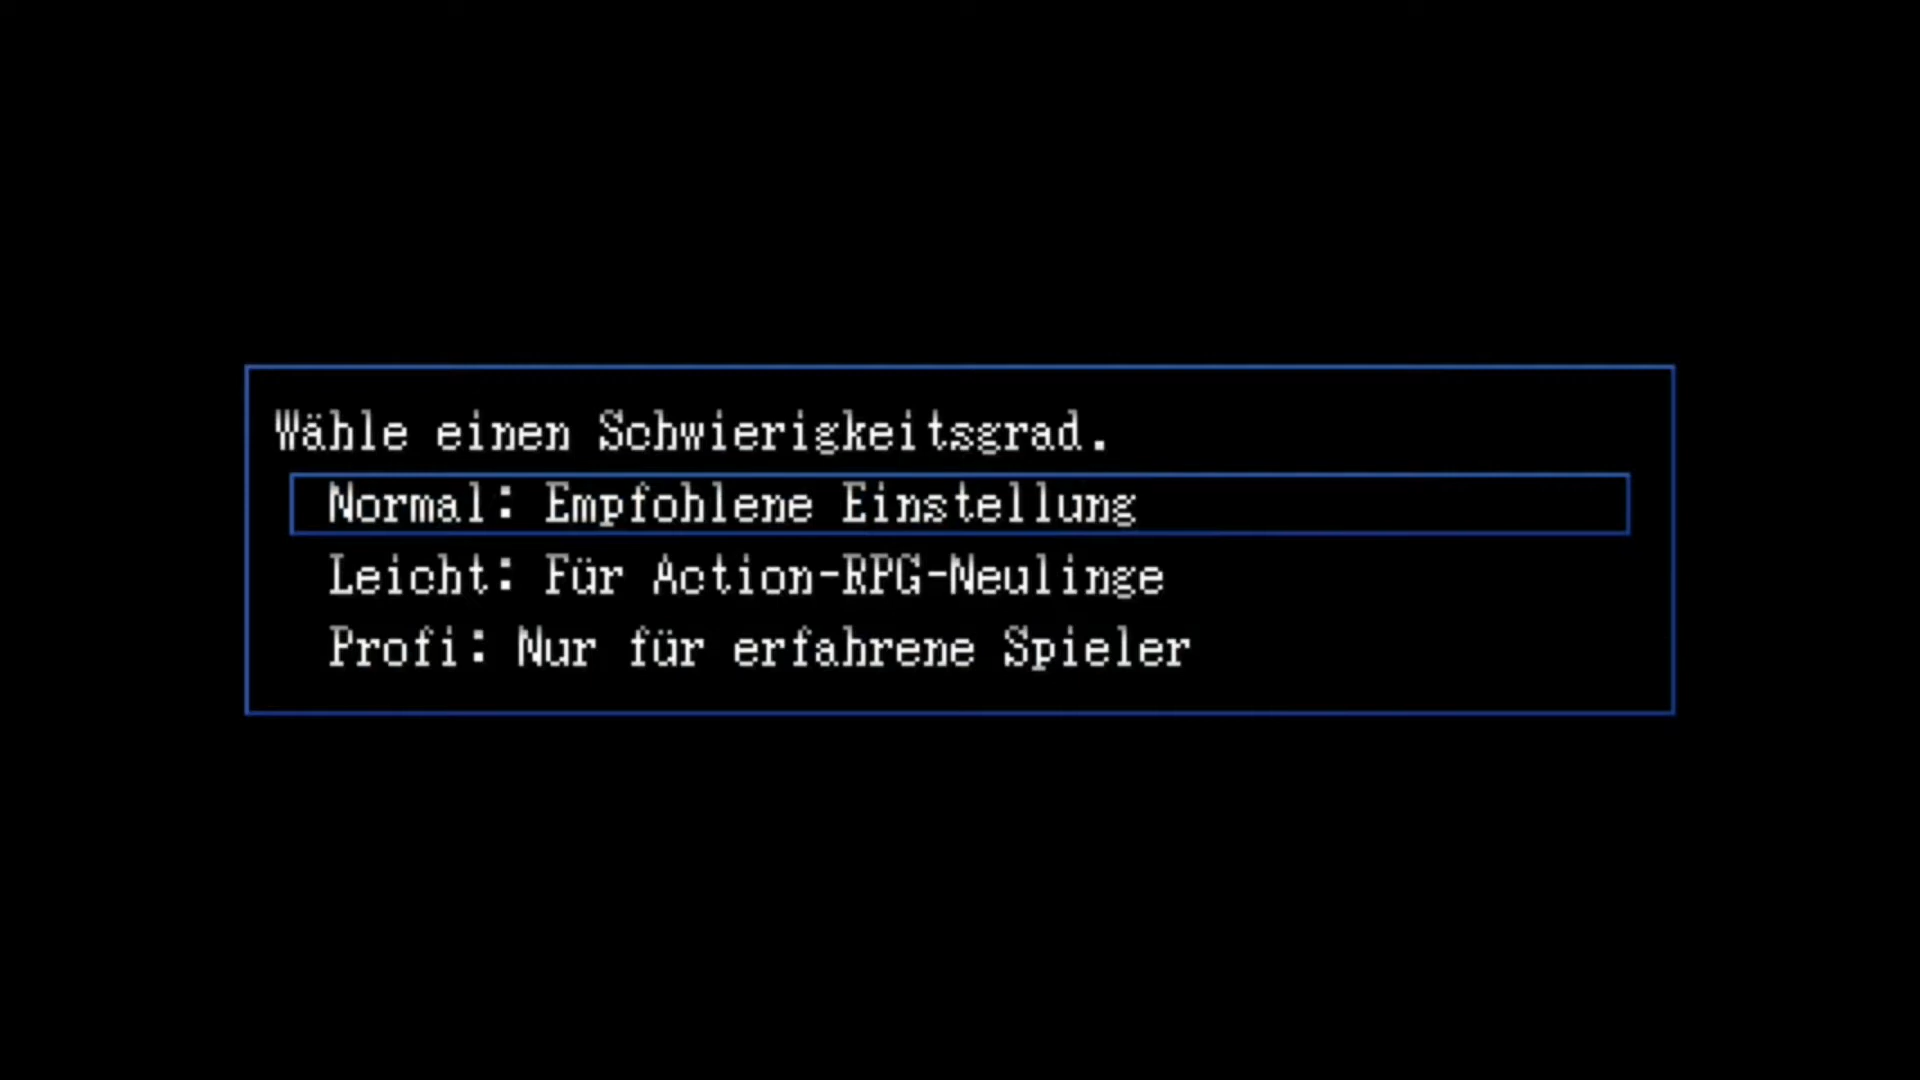 Wähle einen Schwierigkeitsgrad.
Normal: Empfohlene Einstellung
Leicht: Für Action-RPG-Neulinge
Profi: Nur für erfahrene Spieler